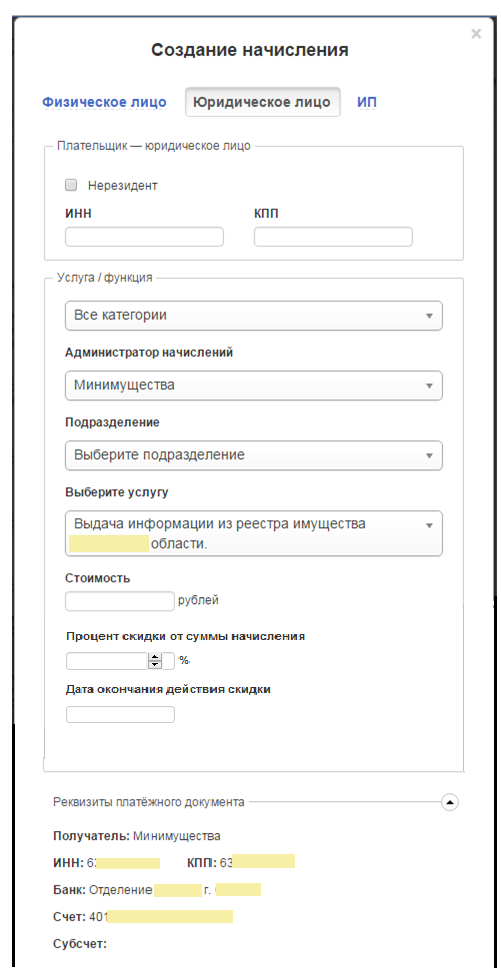 ×
Создание начисления
Физическое лицо Юридическое лицо ИП
Плательщик — юридическое лицо
Нерезидент
ИНН КПП
Услуга / функция
Все категории
Администратор начислений
Минимущества
Подразделение
Выберите подразделение
Выберите услугу
Выдача информации из реестра имущества
области.
Стоимость
рублей
Процент скидки от суммы начисления
%
Дата окончания действия скидки
Реквизиты платёжного документа
Получатель: Минимущества
ИНН: 6 КПП: 63
Банк: Отделение г.
Счет: 401
Субсчет: